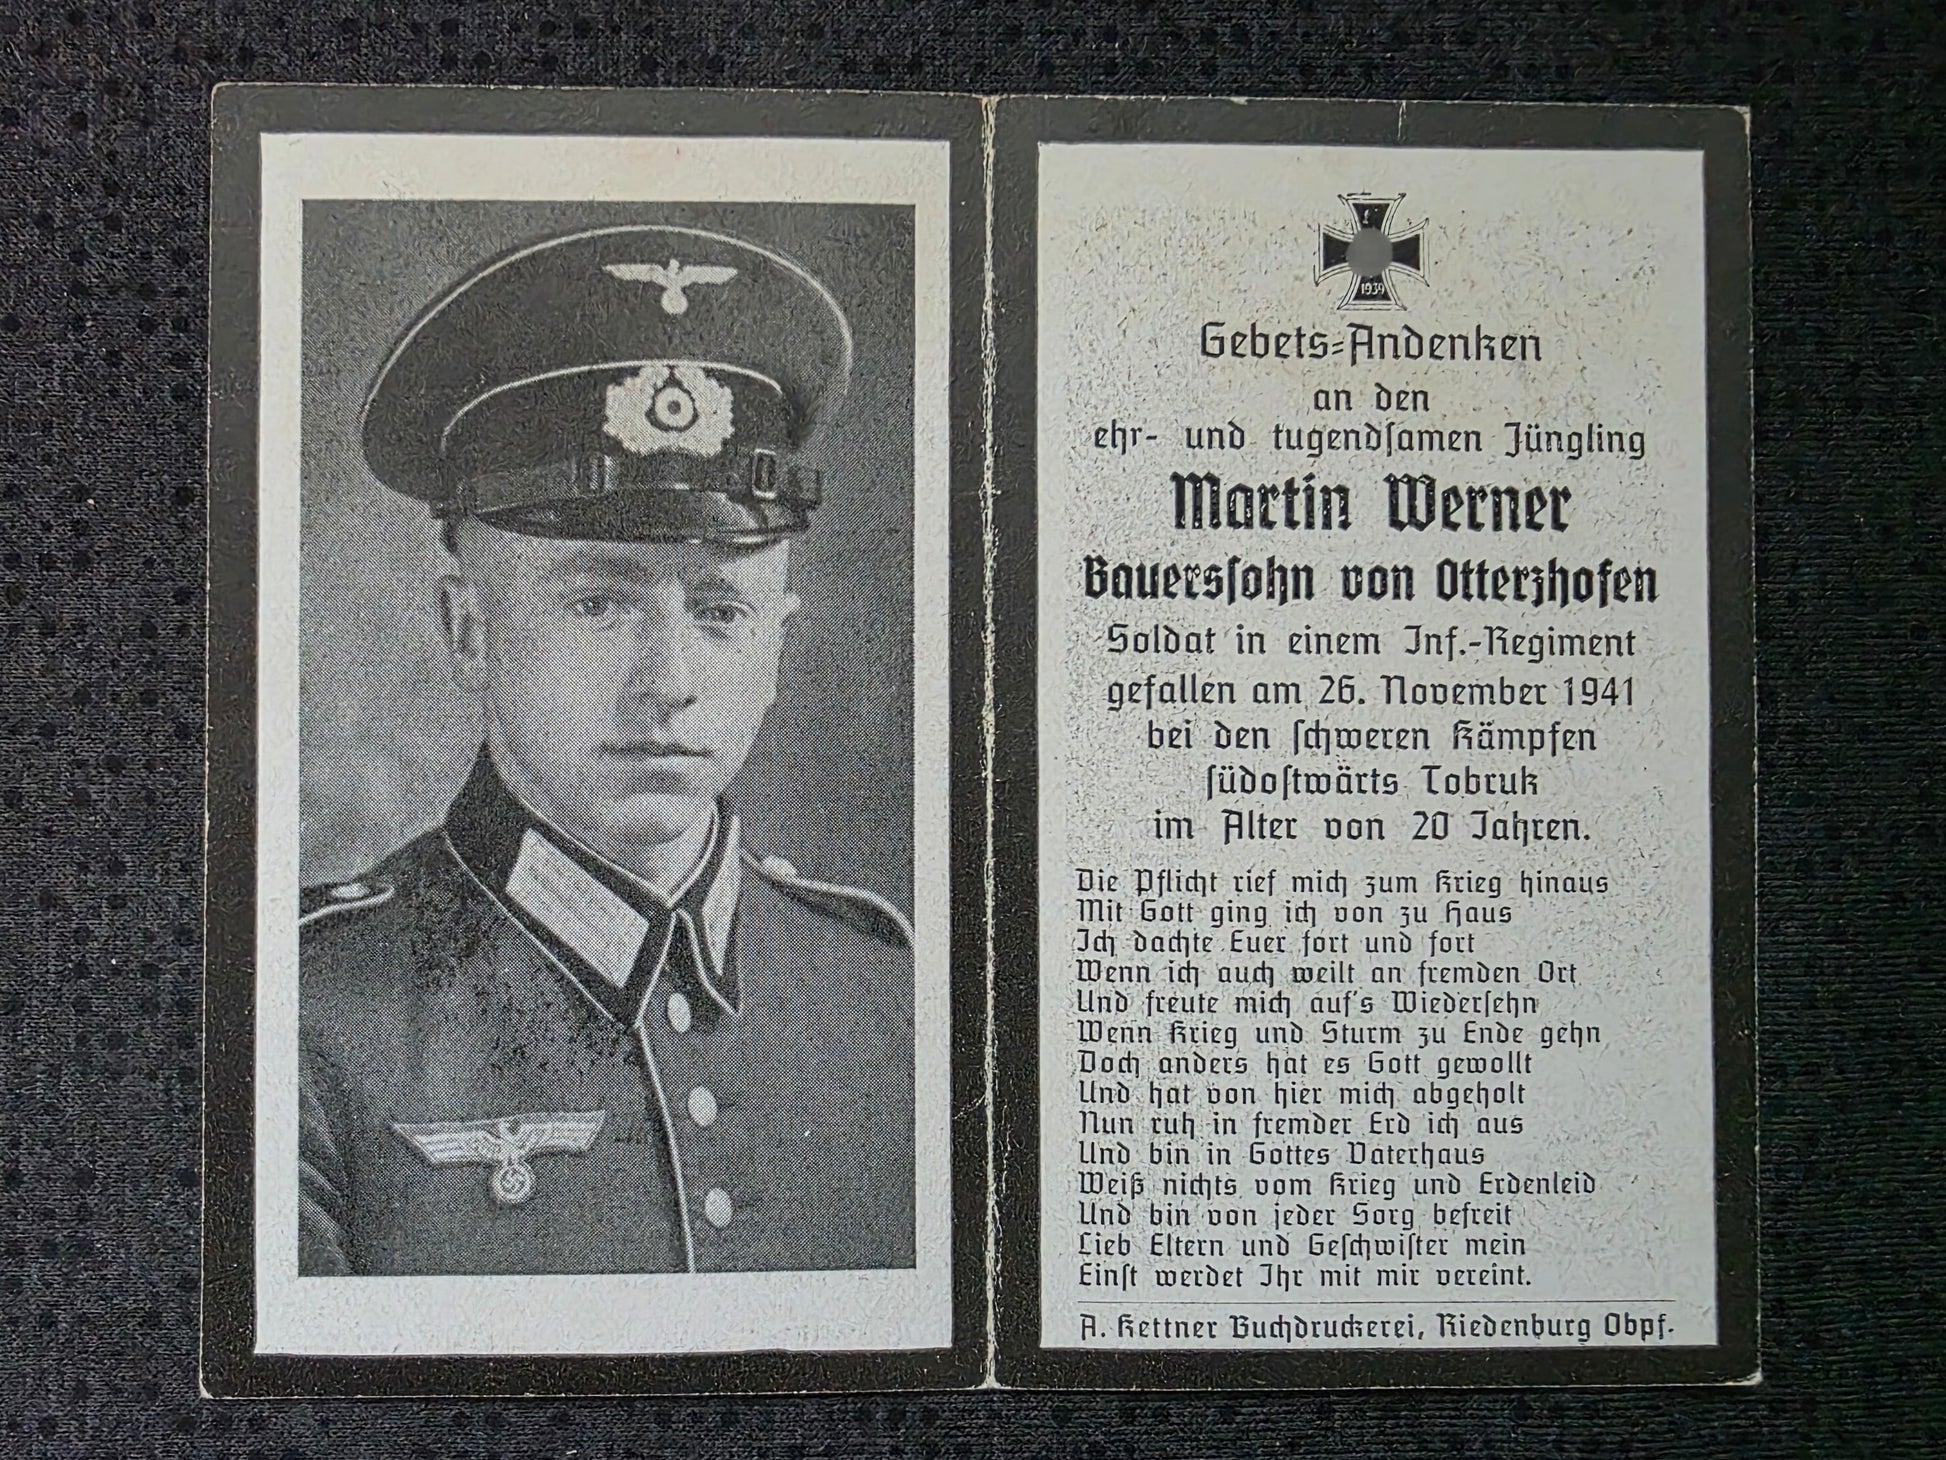 1939
Gebets-Andenken
an den
ehr- und tugendsamen Jüngling
Martin Werner
Bauerssohn von Otterzhofen
Soldat in einem Inf.-Regiment
gefallen am 26. November 1941
bei den schweren Kämpfen
südostwärts Tobruk
im Alter von 20 Jahren.
Die Pflicht rief mich zum Krieg hinaus
Mit Gott ging ich von zu Haus
Ich dachte Euer fort und fort
Wenn ich auch weilt an fremden Ort
Und freute mich auf's Wiedersehn
Wenn Krieg und Sturm zu Ende gehn
Doch anders hat es Gott gewollt
Und hat von hier mich abgeholt
Nun ruh in fremder Erd ich aus
Und bin in Gottes Vaterhaus
Weiß nichts vom Krieg und Erdenleid
Und bin von jeder Sorg befreit
Lieb Eltern und Geschwister mein
Einst werdet Ihr mit mir vereint.
A. Kettner Buchdruckerei, Riedenburg Obpf.